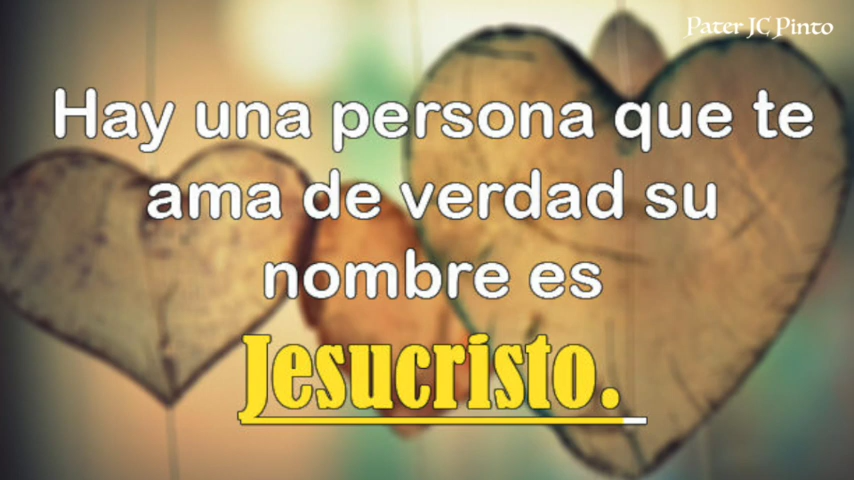 Pater JC Pinto
Hay una persona que te
ama de verdad su
nombre es
Jesucristo.